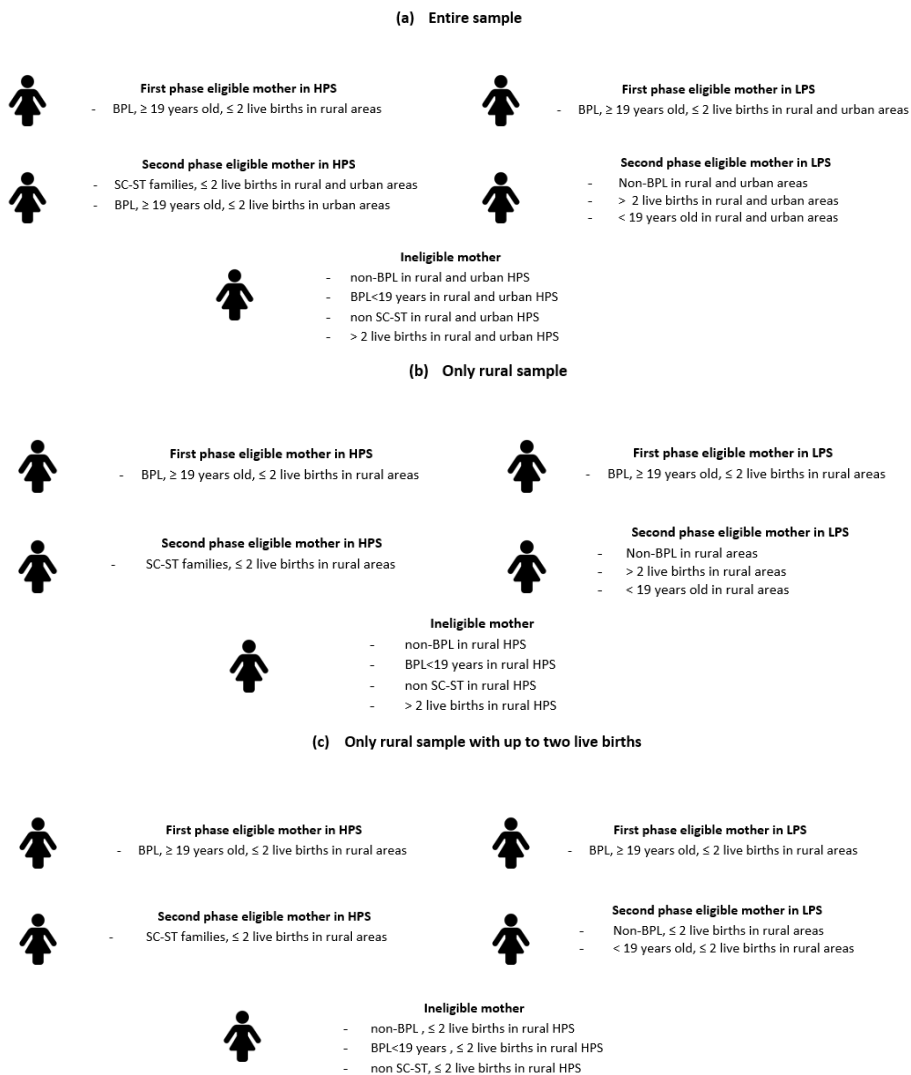 (a) Entire sample
First phase eligible mother in HPS
- BPL, ≥ 19 years old, ≤ 2 live births in rural areas
First phase eligible mother in LPS
- BPL, ≥ 19 years old, ≤ 2 live births in rural and urban areas
Second phase eligible mother in HPS
- SC-ST families, ≤ 2 live births in rural and urban areas
- BPL, ≥ 19 years old, ≤ 2 live births in urban areas
Second phase eligible mother in LPS
- Non-BPL in rural and urban areas
- > 2 live births in rural and urban areas
- < 19 years old in rural and urban areas
Ineligible mother
- non-BPL in rural and urban HPS
- BPL<19 years in rural and urban HPS
- non SC-ST in rural and urban HPS
- > 2 live births in rural and urban HPS
(b) Only rural sample
First phase eligible mother in HPS
- BPL, ≥ 19 years old, ≤ 2 live births in rural areas
First phase eligible mother in LPS
- BPL, ≥ 19 years old, ≤ 2 live births in rural areas
Second phase eligible mother in HPS
- SC-ST families, ≤ 2 live births in rural areas
Second phase eligible mother in LPS
- Non-BPL in rural areas
- > 2 live births in rural areas
- < 19 years old in rural areas
Ineligible mother
- non-BPL in rural HPS
- BPL<19 years in rural HPS
- non SC-ST in rural HPS
- > 2 live births in rural HPS
(c) Only rural sample with up to two live births
First phase eligible mother in HPS
- BPL, ≥ 19 years old, ≤ 2 live births in rural areas
First phase eligible mother in LPS
- BPL, ≥ 19 years old, ≤ 2 live births in rural areas
Second phase eligible mother in HPS
- SC-ST families, ≤ 2 live births in rural areas
Second phase eligible mother in LPS
- Non-BPL, ≤ 2 live births in rural areas
- < 19 years old, ≤ 2 live births in rural areas
Ineligible mother
- non-BPL , ≤ 2 live births in rural HPS
- BPL<19 years , ≤ 2 live births in rural HPS
- non SC-ST, ≤ 2 live births in rural HPS